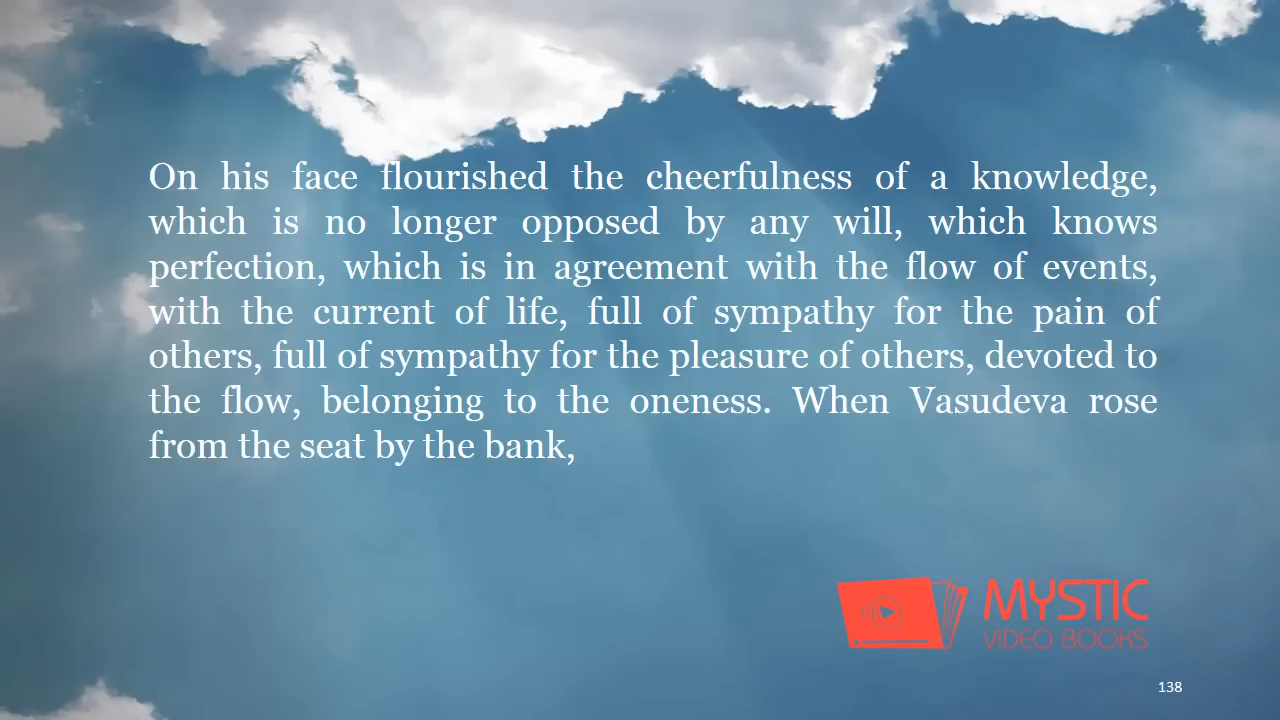 On his face flourished the cheerfulness of a knowledge,
which is no longer opposed by any will, which knows
perfection, which is in agreement with the flow of events,
with the current of life, full of sympathy for the pain of
others, full of sympathy for the pleasure of others, devoted to
the flow, belonging to the oneness. When Vasudeva rose
from the seat by the bank,
MYSTIC
VIDEO BOOKS
138